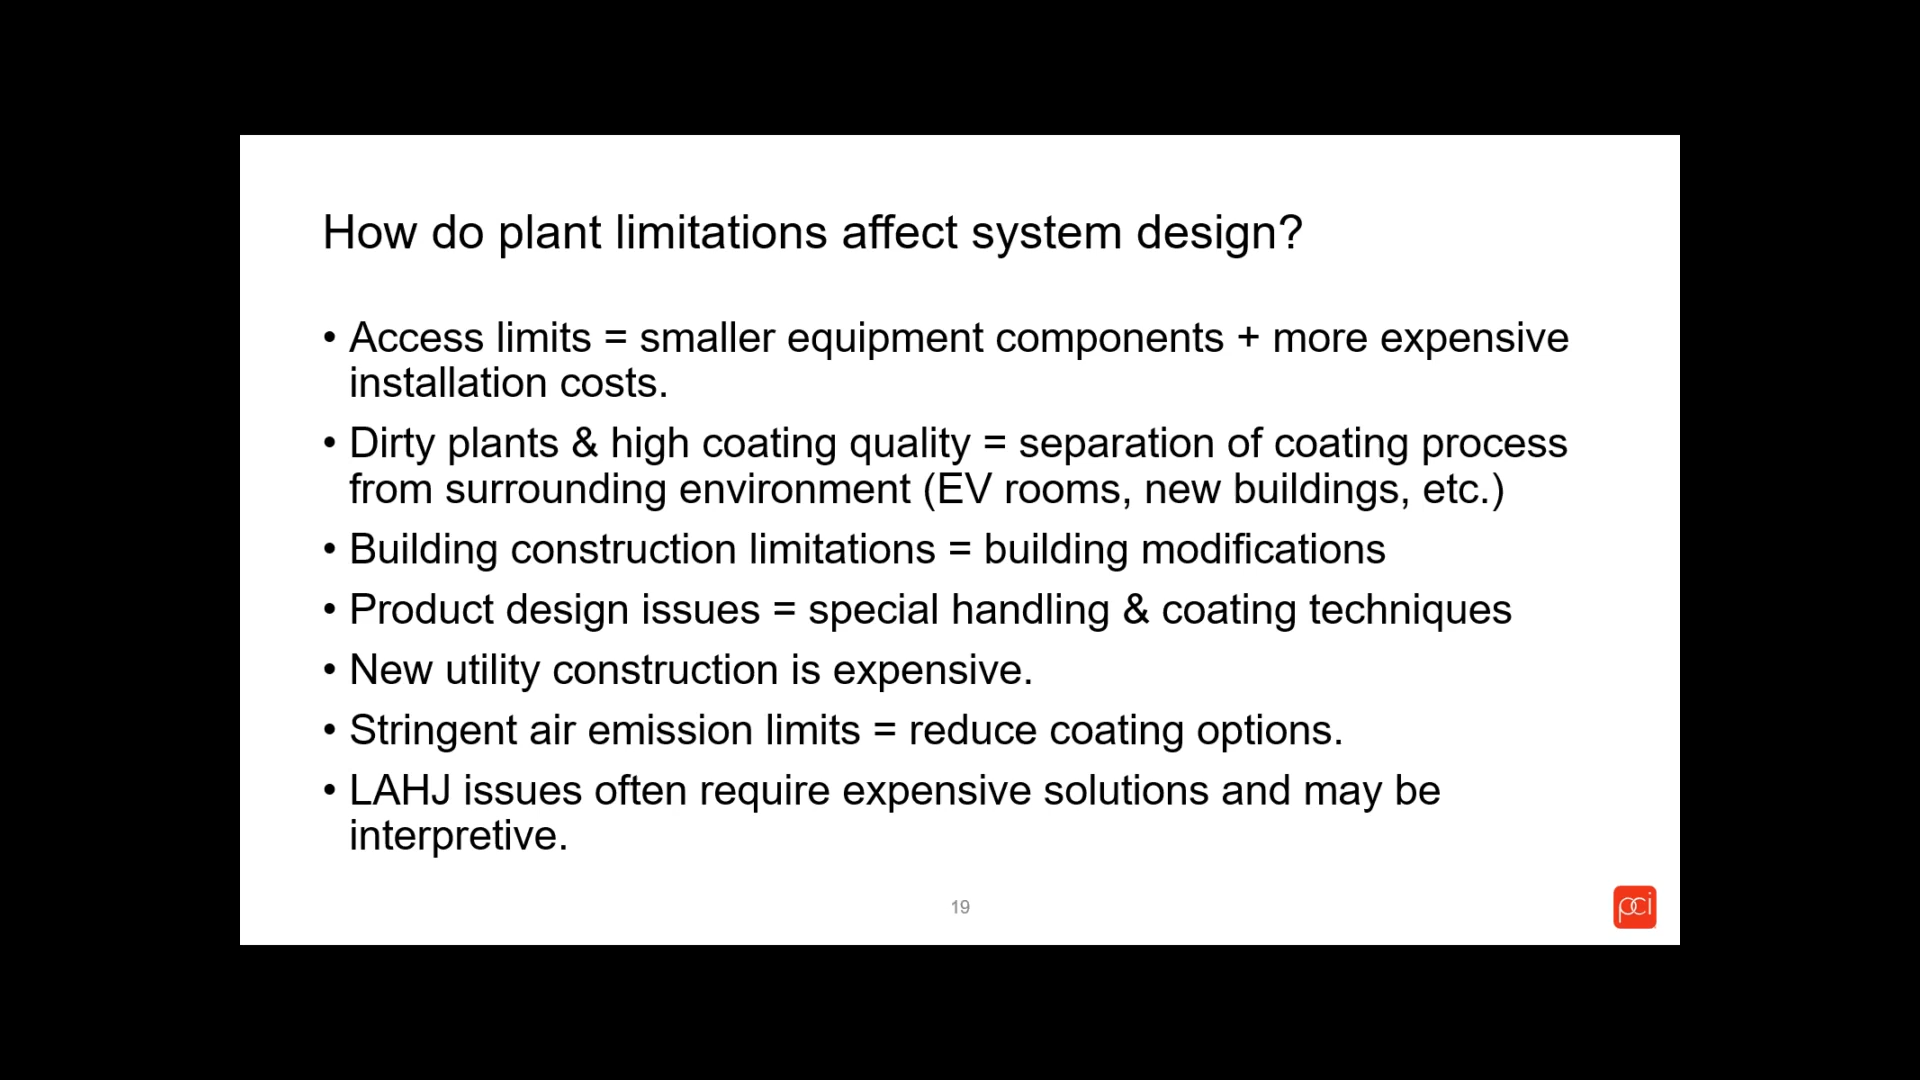 How do plant limitations affect system design?
• Access limits = smaller equipment components + more expensive
installation costs.
• Dirty plants & high coating quality = separation of coating process
from surrounding environment (EV rooms, new buildings, etc.)
• Building construction limitations = building modifications
• Product design issues = special handling & coating techniques
• New utility construction is expensive.
• Stringent air emission limits = reduce coating options.
• LAHJ issues often require expensive solutions and may be
interpretive.
19
pci